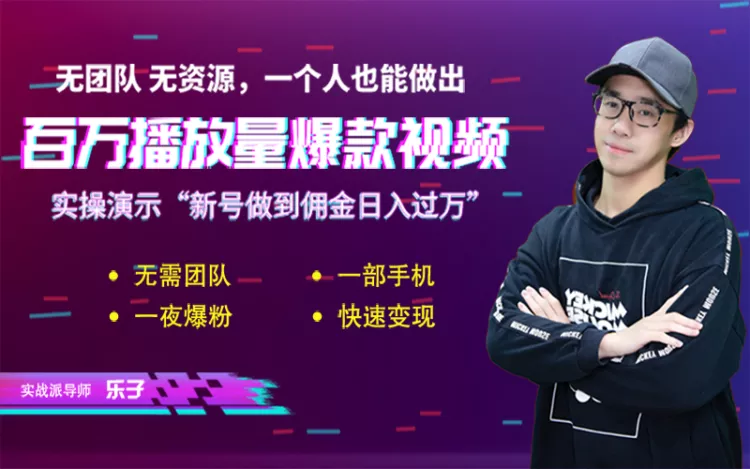 无团队 无资源，一个人也能做出
百万播放量爆款视频
实操演示“新号做到佣金日入过万”
• 无需团队
• 一部手机
• 一夜爆粉
• 快速变现
实战派导师 乐子